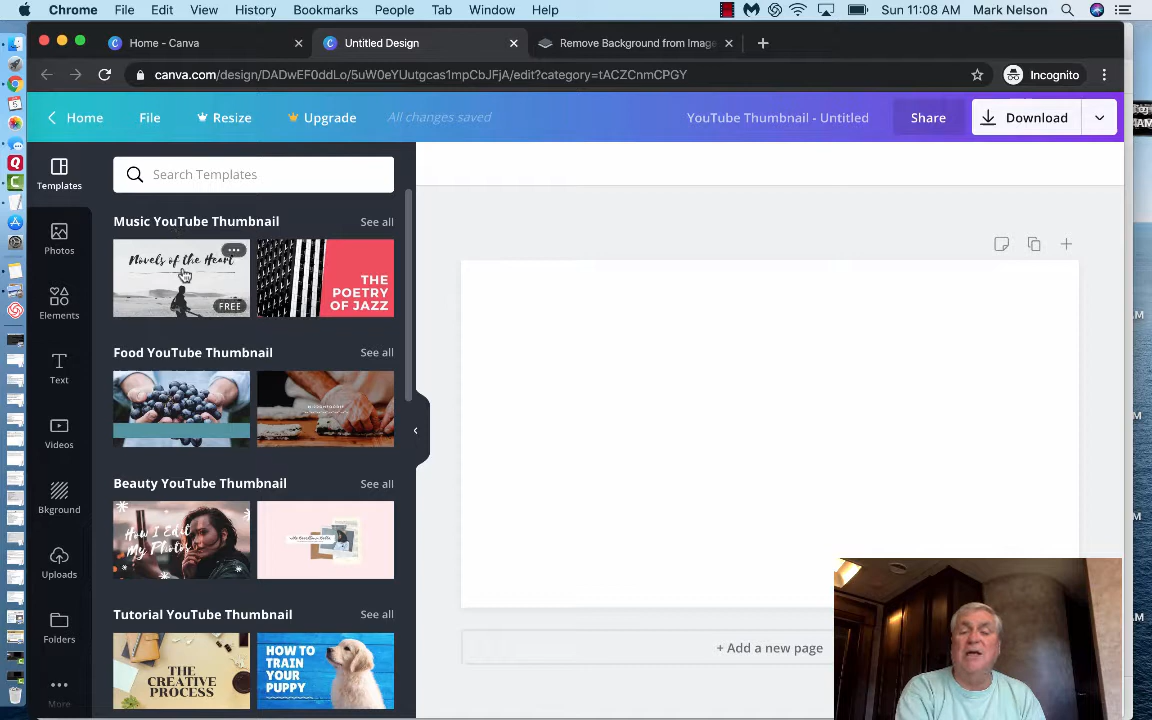 Chrome File Edit View History Bookmarks People Tab Window Help Sun 11:08 AM Mark Nelson
Home - Canva
Untitled Design
Remove Background from Image
canva.com/design/DADwEF0ddLo/5uW0eYUutgcas1mpCbJFjA/edit?category=tACZCnmCPGY
Incognito
Home File Resize Upgrade All changes saved YouTube Thumbnail - Untitled Share Download
Templates
Photos
Elements
Text
Videos
Bkground
Uploads
Folders
More
Search Templates
Music YouTube Thumbnail See all
Novels of the Heart
FREE
THE
POETRY
OF JAZZ
Food YouTube Thumbnail See all
Beauty YouTube Thumbnail See all
How I Edit
My Photos
Tutorial YouTube Thumbnail See all
THE
CREATIVE
PROCESS
HOW TO
TRAIN
YOUR
PUPPY
+ Add a new page
AM
AM
AM
AM
AM